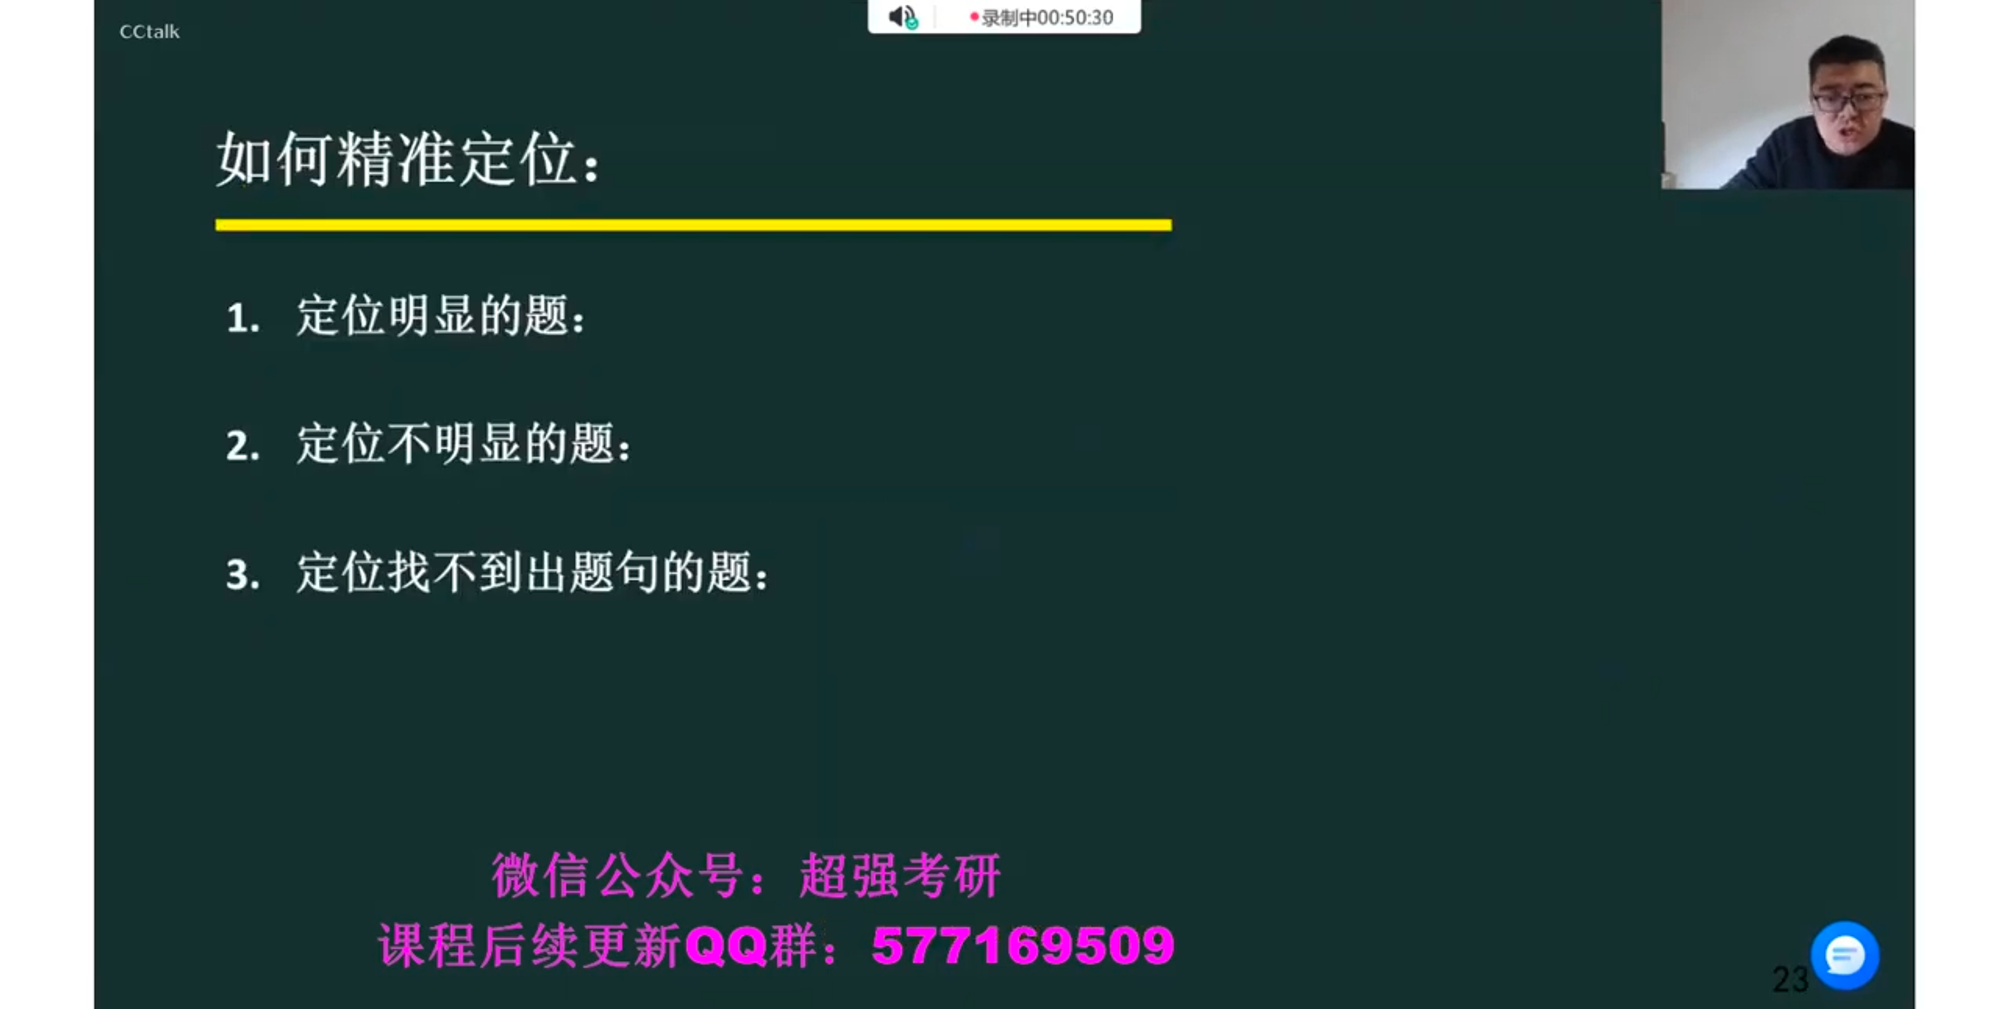 CCtalk
录制中00:50:30
如何精准定位：
1. 定位明显的题：
2. 定位不明显的题：
3. 定位找不到出题句的题：
微信公众号：超强考研
课程后续更新QQ群：577169509
23